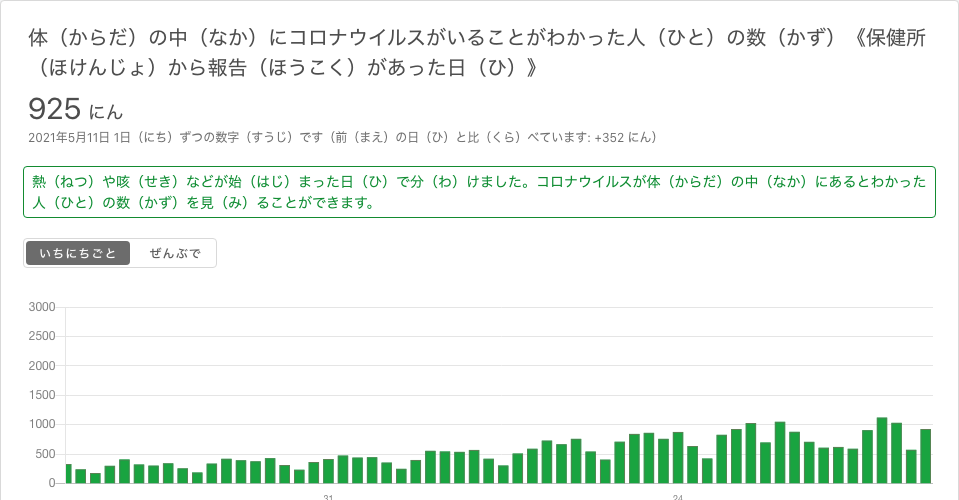 体（からだ）の中（なか）にコロナウイルスがいることがわかった人（ひと）の数（かず）《保健所
（ほけんじょ）から報告（ほうこく）があった日（ひ）》
925 にん
2021年5月11日 1日（にち）ずつの数字（すうじ）です（前（まえ）の日（ひ）と比（くら）べています: +352 にん）
熱（ねつ）や咳（せき）などが始（はじ）まった日（ひ）で分（わ）けました。コロナウイルスが体（からだ）の中（なか）にあるとわかった
人（ひと）の数（かず）を見（み）ることができます。
いちにちごと ぜんぶで
3000
2500
2000
1500
1000
500
0
31 24